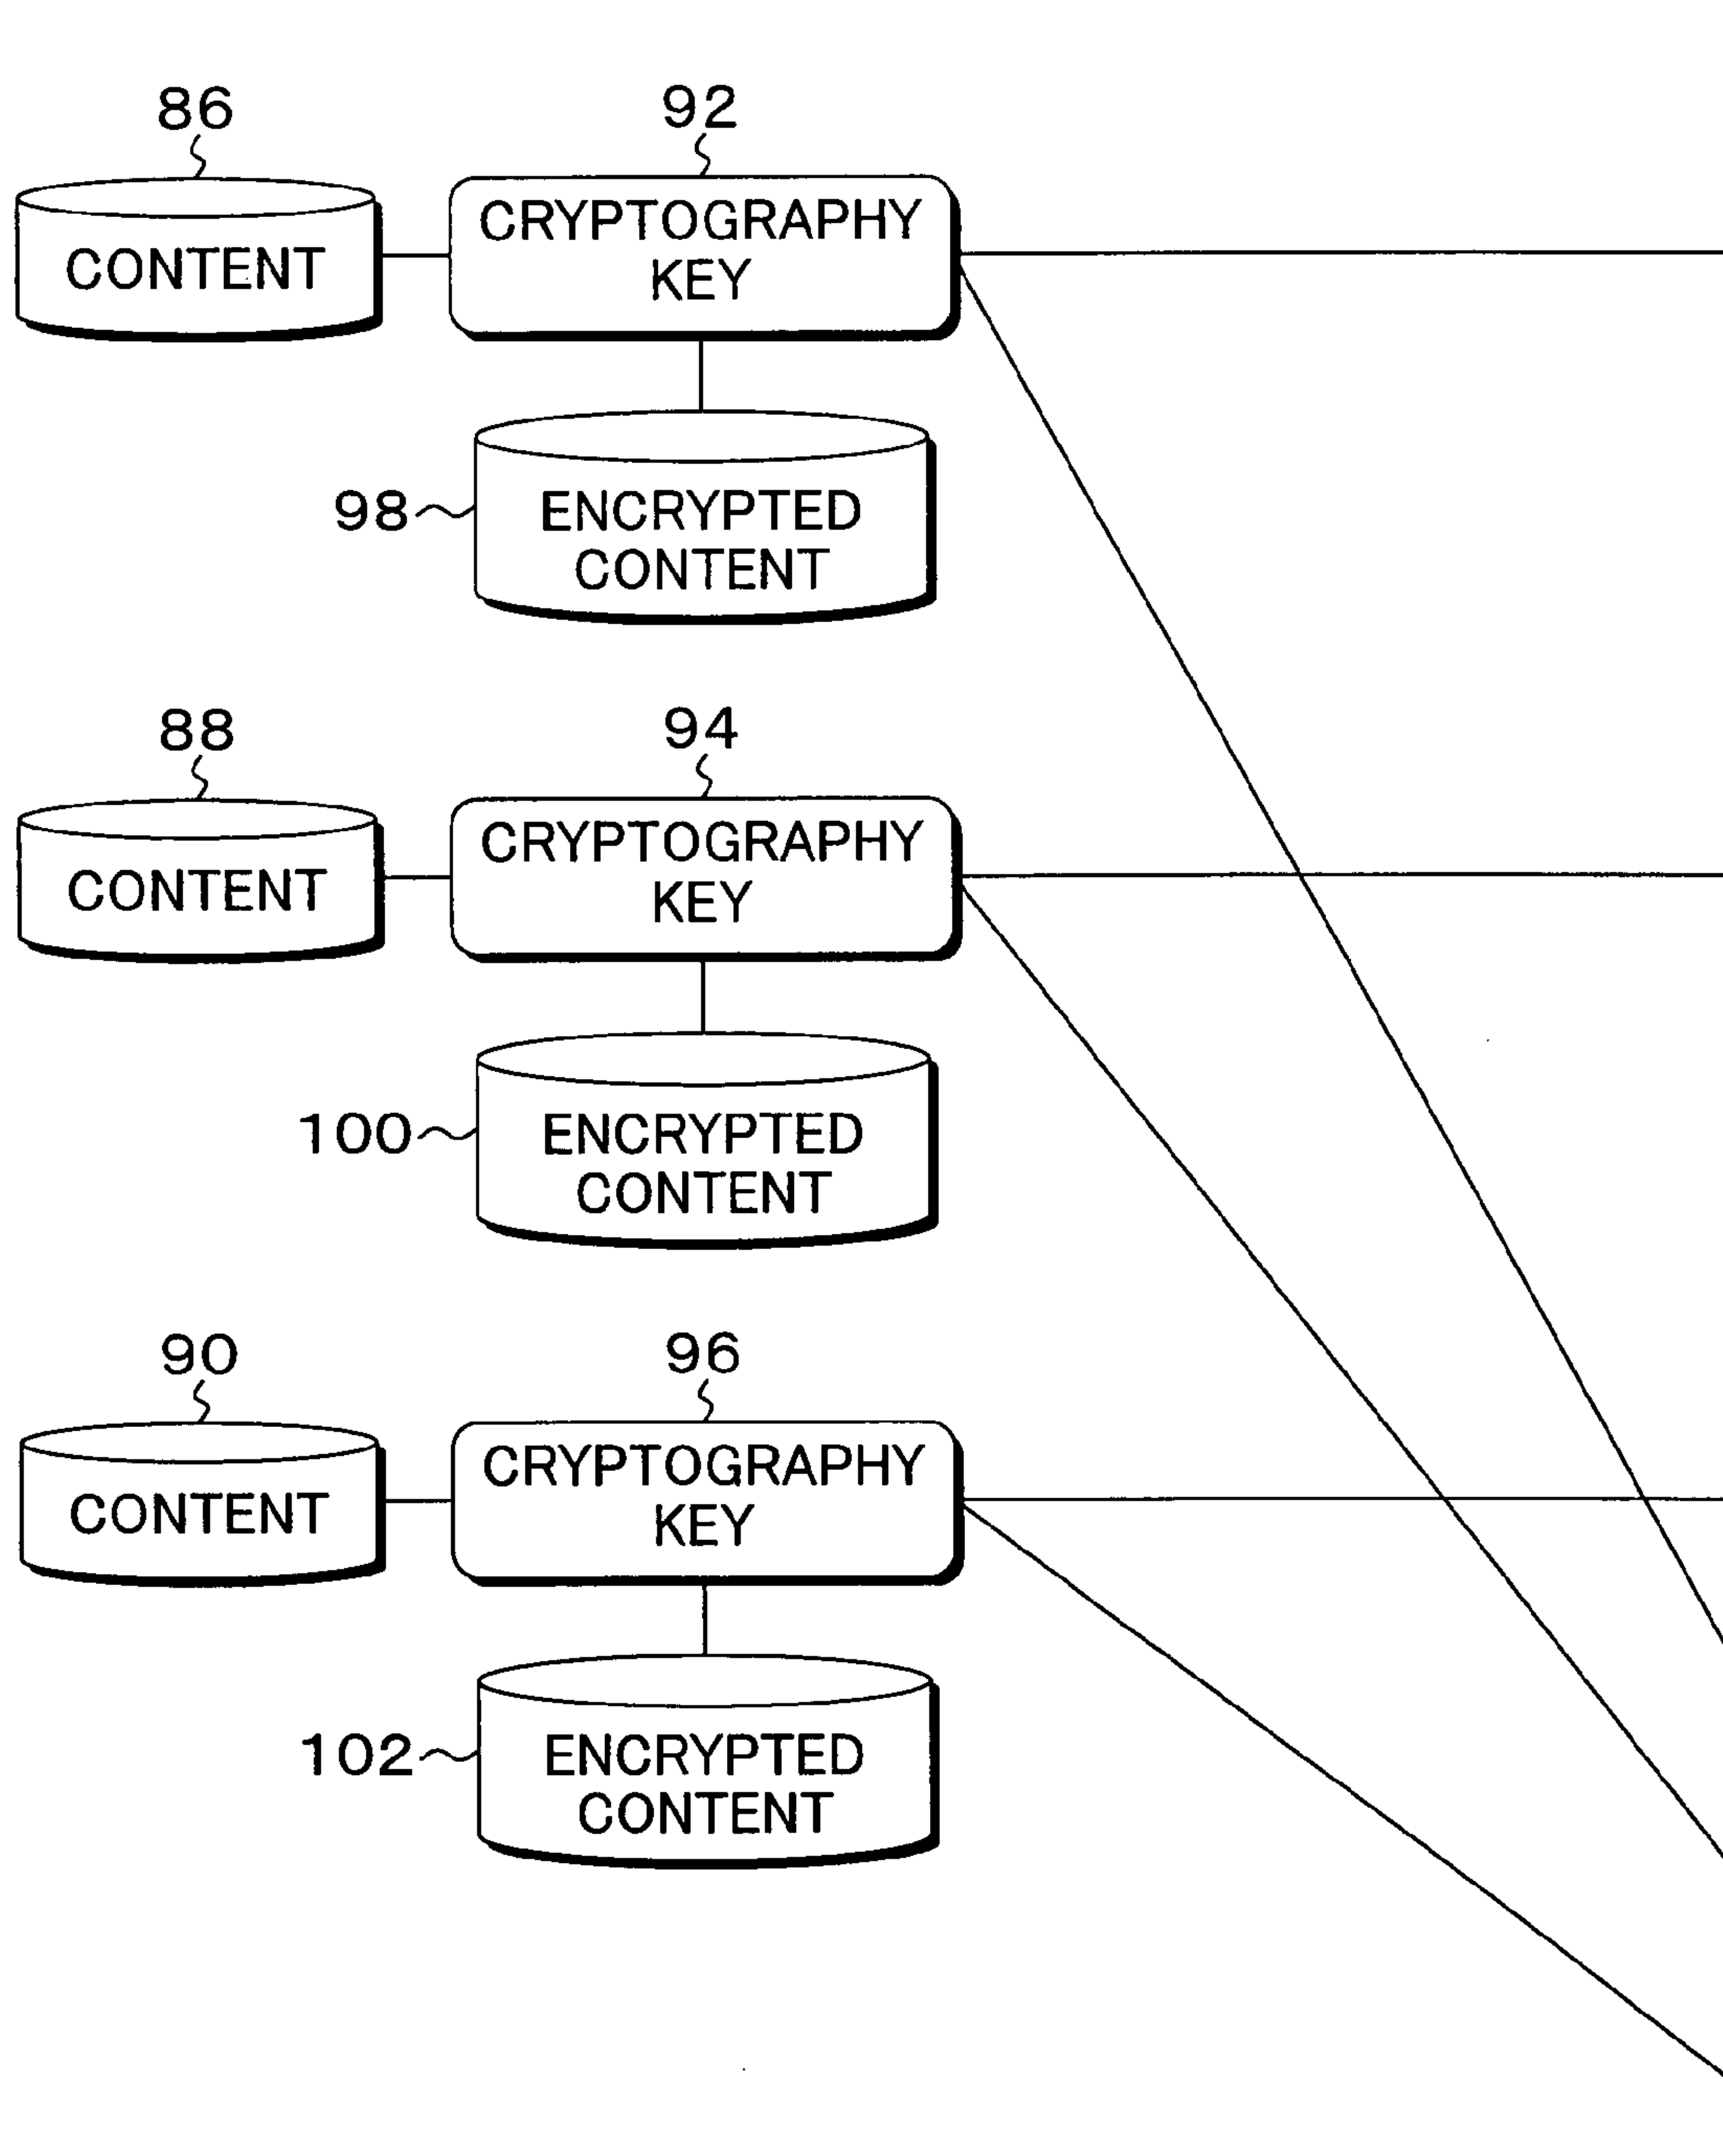 86
92
CONTENT
CRYPTOGRAPHY
KEY
98
ENCRYPTED
CONTENT
88
94
CONTENT
CRYPTOGRAPHY
KEY
100
ENCRYPTED
CONTENT
90
96
CONTENT
CRYPTOGRAPHY
KEY
102
ENCRYPTED
CONTENT